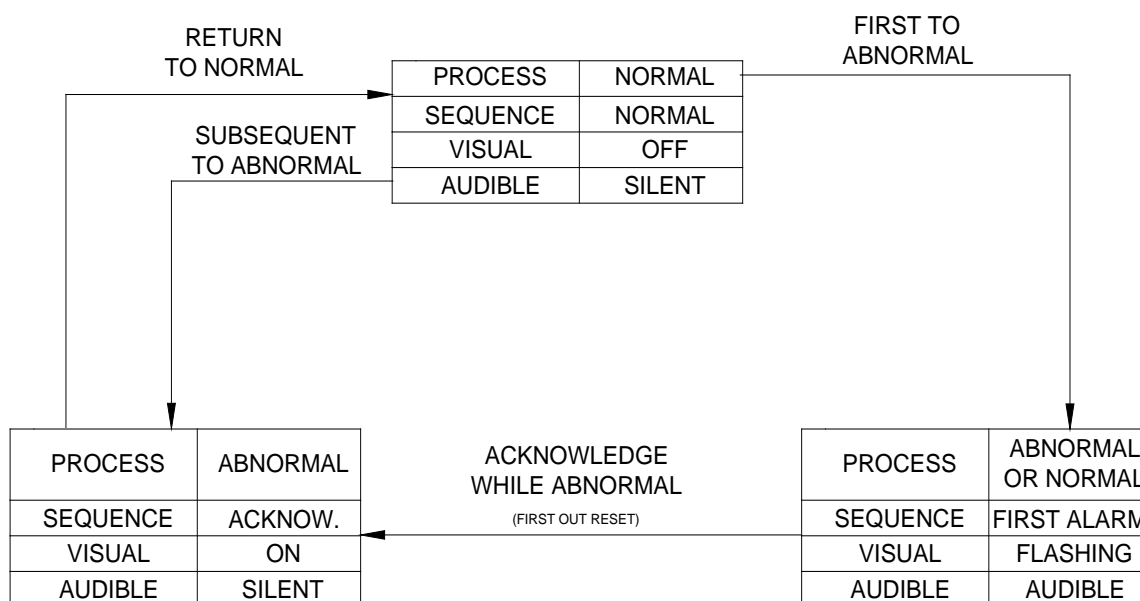 RETURN
TO NORMAL
FIRST TO
ABNORMAL
PROCESS NORMAL
SEQUENCE NORMAL
VISUAL OFF
AUDIBLE SILENT
SUBSEQUENT
TO ABNORMAL
PROCESS ABNORMAL
SEQUENCE ACKNOW.
VISUAL ON
AUDIBLE SILENT
ACKNOWLEDGE
WHILE ABNORMAL
(FIRST OUT RESET)
PROCESS ABNORMAL
OR NORMAL
SEQUENCE FIRST ALARM
VISUAL FLASHING
AUDIBLE AUDIBLE